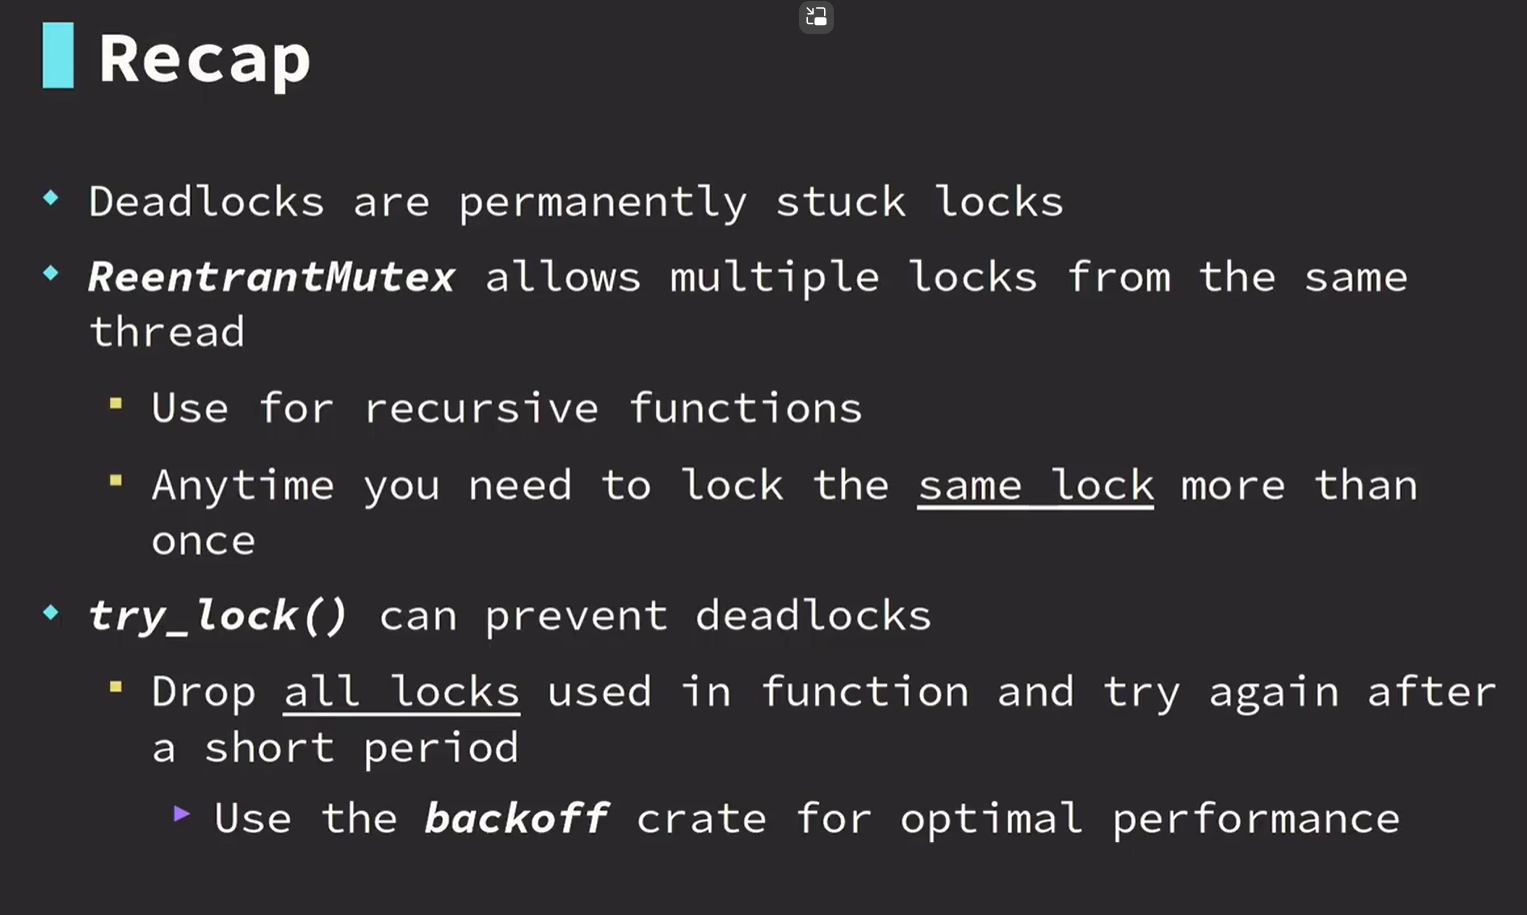 Recap
Deadlocks are permanently stuck locks
ReentrantMutex allows multiple locks from the same
thread
Use for recursive functions
Anytime you need to lock the same lock more than
once
try_lock() can prevent deadlocks
Drop all locks used in function and try again after
a short period
Use the backoff crate for optimal performance